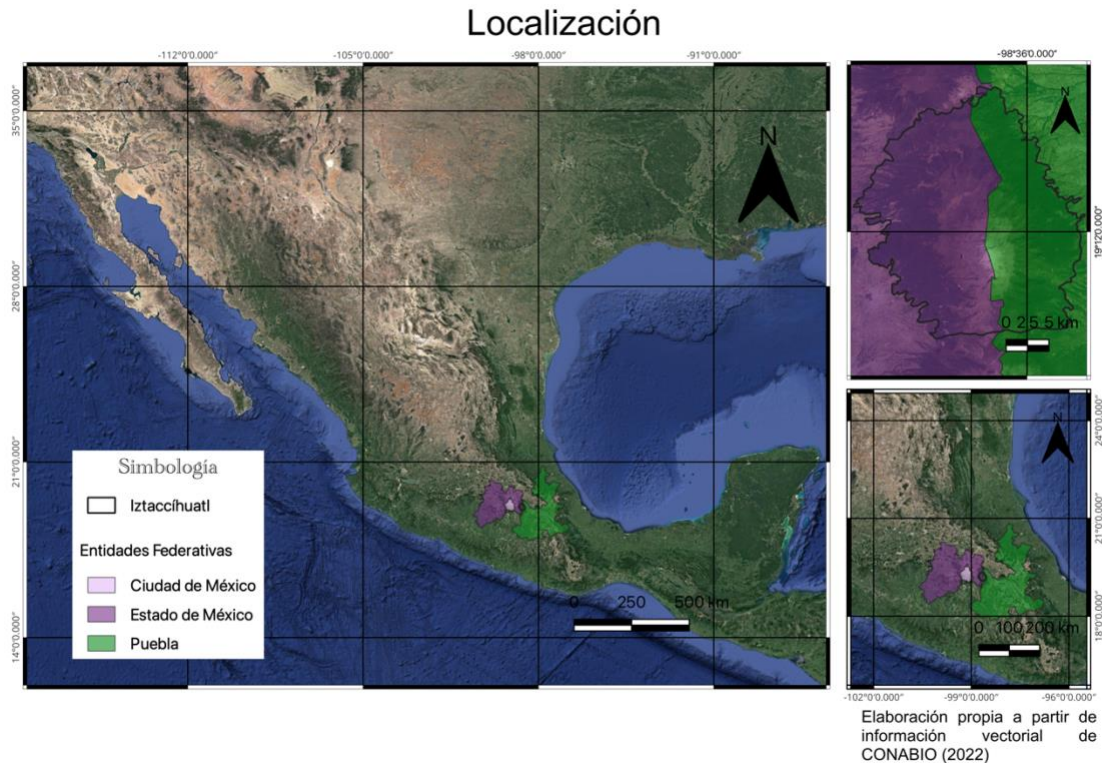 Localización
-112°0'0.000" -105°0'0.000" -98°0'0.000" -91°0'0.000"
35°0'0.000"
28°0'0.000"
21°0'0.000"
14°0'0.000"
N
Simbología
Iztaccíhuatl
Entidades Federativas
Ciudad de México
Estado de México
Puebla
0 250 500 km
-98°36'0.000"
N
19°12'0.000"
0 2.5 5 km
N
24°0'0.000"
21°0'0.000"
18°0'0.000"
0 100 200 km
-102°0'0.000" -99°0'0.000" -96°0'0.000"
Elaboración propia a partir de
información vectorial de
CONABIO (2022)